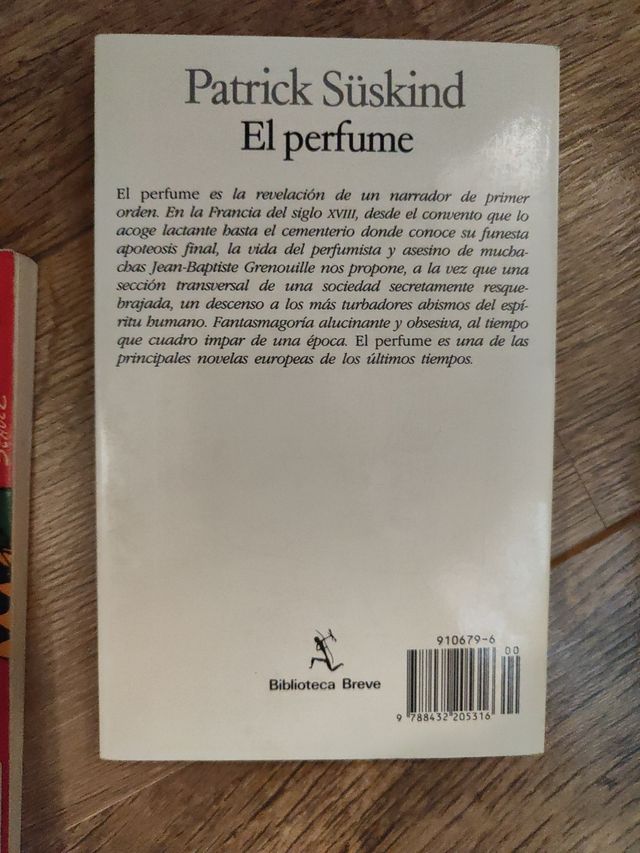 Patrick Süskind
El perfume
El perfume es la revelación de un narrador de primer
orden. En la Francia del siglo XVIII, desde el convento que lo
acoge lactante hasta el cementerio donde conoce su funesta
apoteosis final, la vida del perfumista y asesino de mucha-
chas Jean-Baptiste Grenouille nos propone, a la vez que una
sección transversal de una sociedad secretamente resque-
brajada, un descenso a los más turbadores abismos del espí-
ritu humano. Fantasmagoría alucinante y obsesiva, al tiempo
que cuadro impar de una época. El perfume es una de las
principales novelas europeas de los últimos tiempos.
Biblioteca Breve
910679-6
00
9 788432 205316